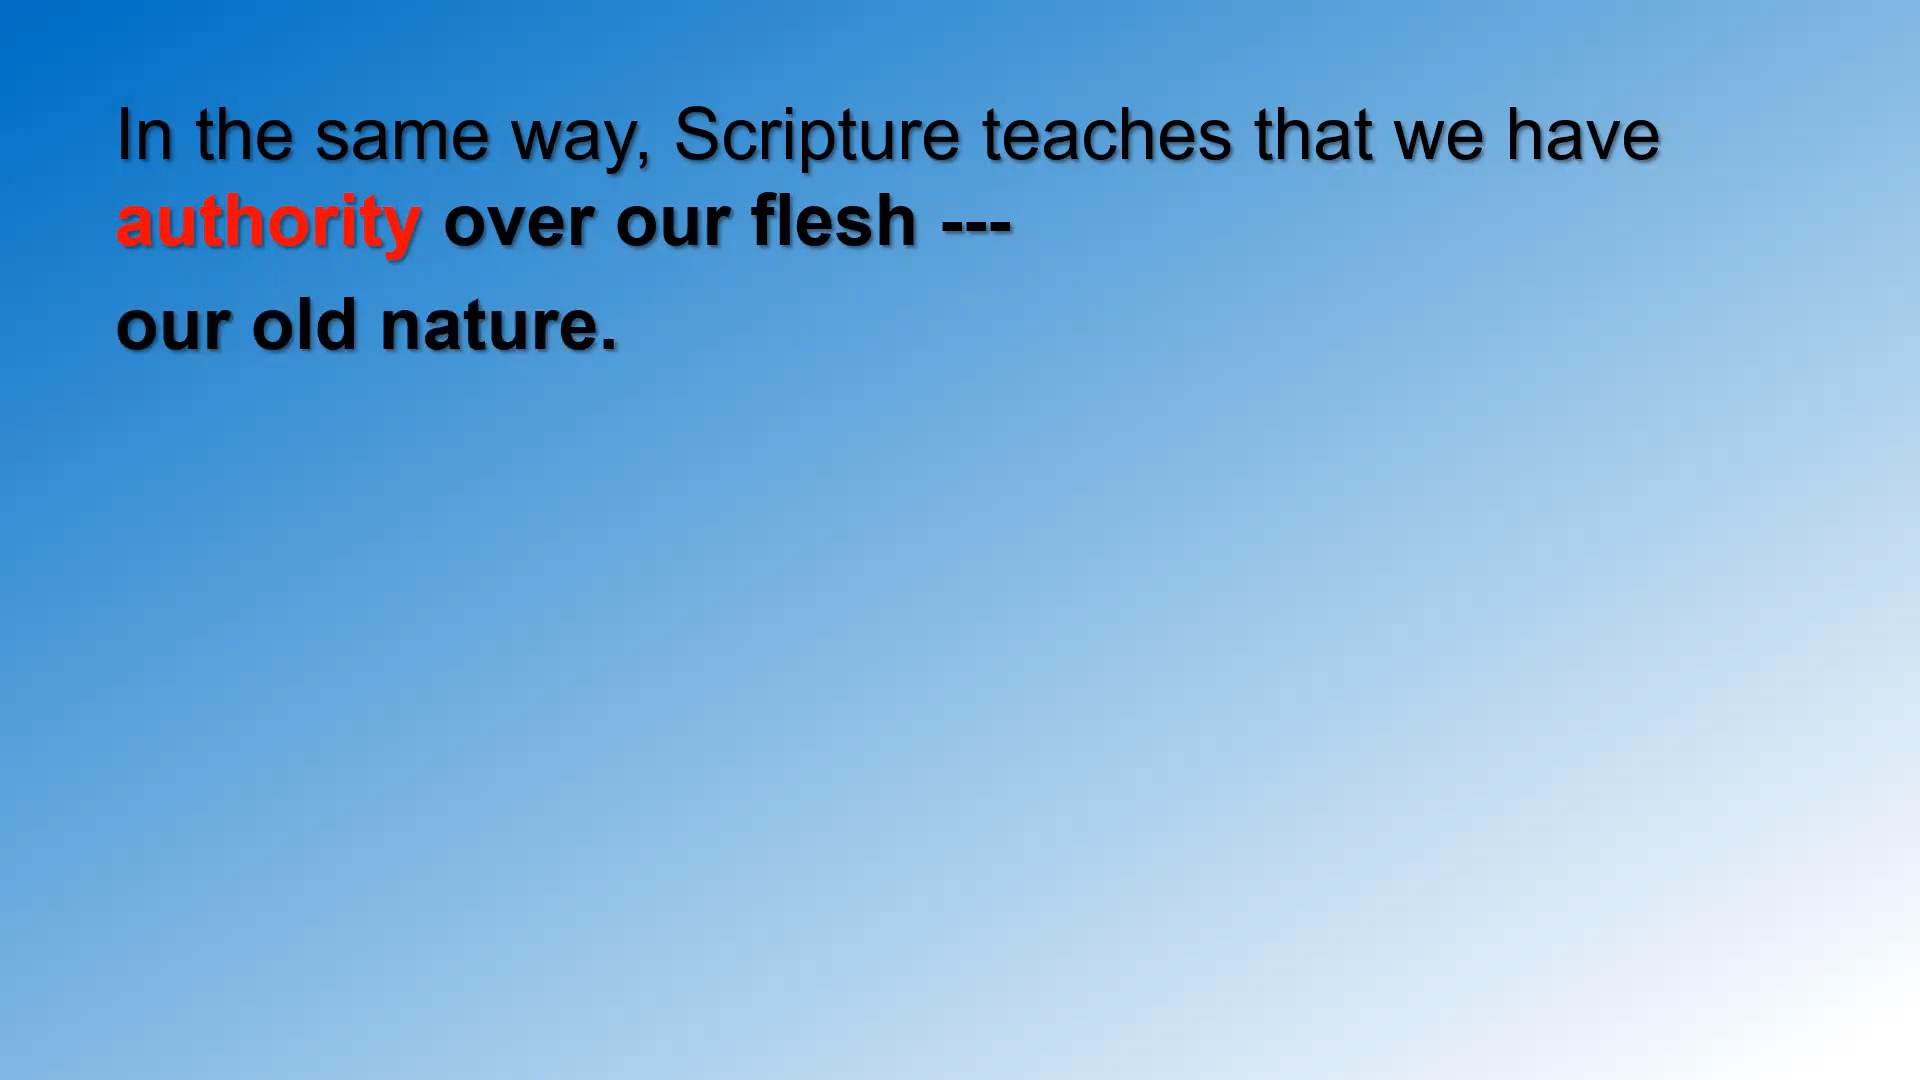 In the same way, Scripture teaches that we have
authority over our flesh ---
our old nature.